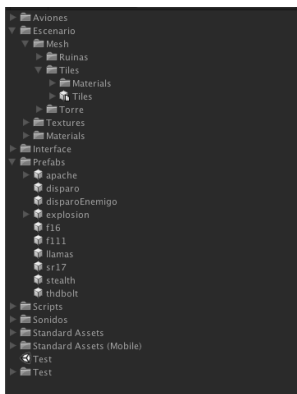 Aviones
Escenario
Mesh
Ruinas
Tiles
Materials
Tiles
Torre
Textures
Materials
Interface
Prefabs
apache
disparo
disparoEnemigo
explosion
f16
f111
llamas
sr17
stealth
thdbolt
Scripts
Sonidos
Standard Assets
Standard Assets (Mobile)
Test
Test